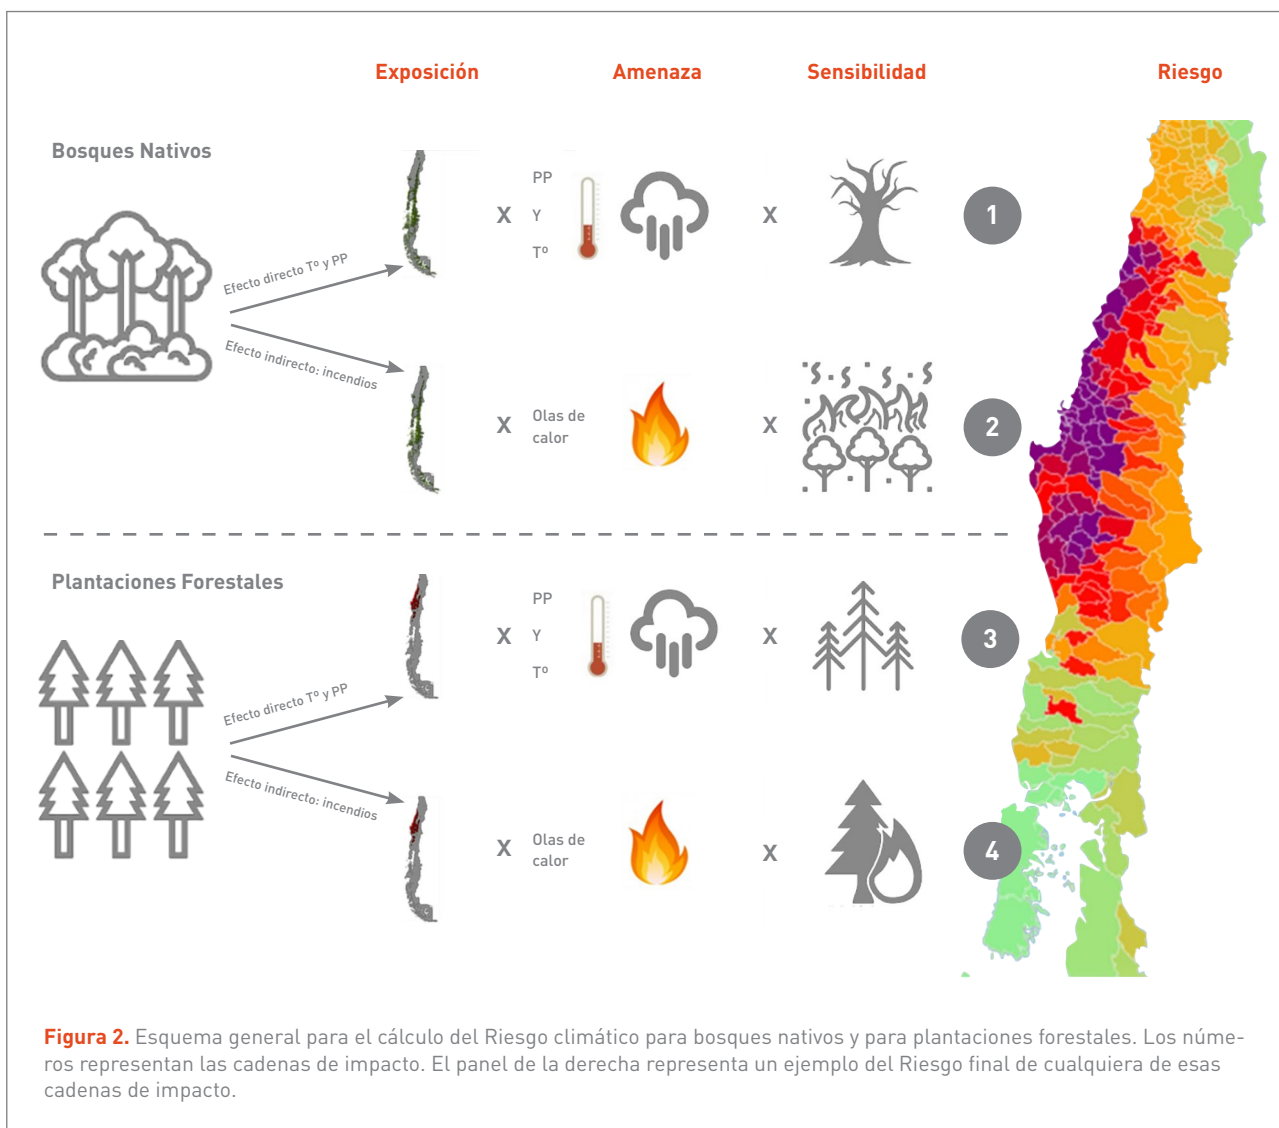 Exposición
Amenaza
Sensibilidad
Riesgo
Bosques Nativos
Efecto directo Tº y PP
Efecto indirecto: incendios
X
PP
Y
Tº
X
1
X
Olas de
calor
X
2
Plantaciones Forestales
Efecto directo Tº y PP
Efecto indirecto: incendios
X
PP
Y
Tº
X
3
X
Olas de
calor
X
4
Figura 2. Esquema general para el cálculo del Riesgo climático para bosques nativos y para plantaciones forestales. Los núme-
ros representan las cadenas de impacto. El panel de la derecha representa un ejemplo del Riesgo final de cualquiera de esas
cadenas de impacto.